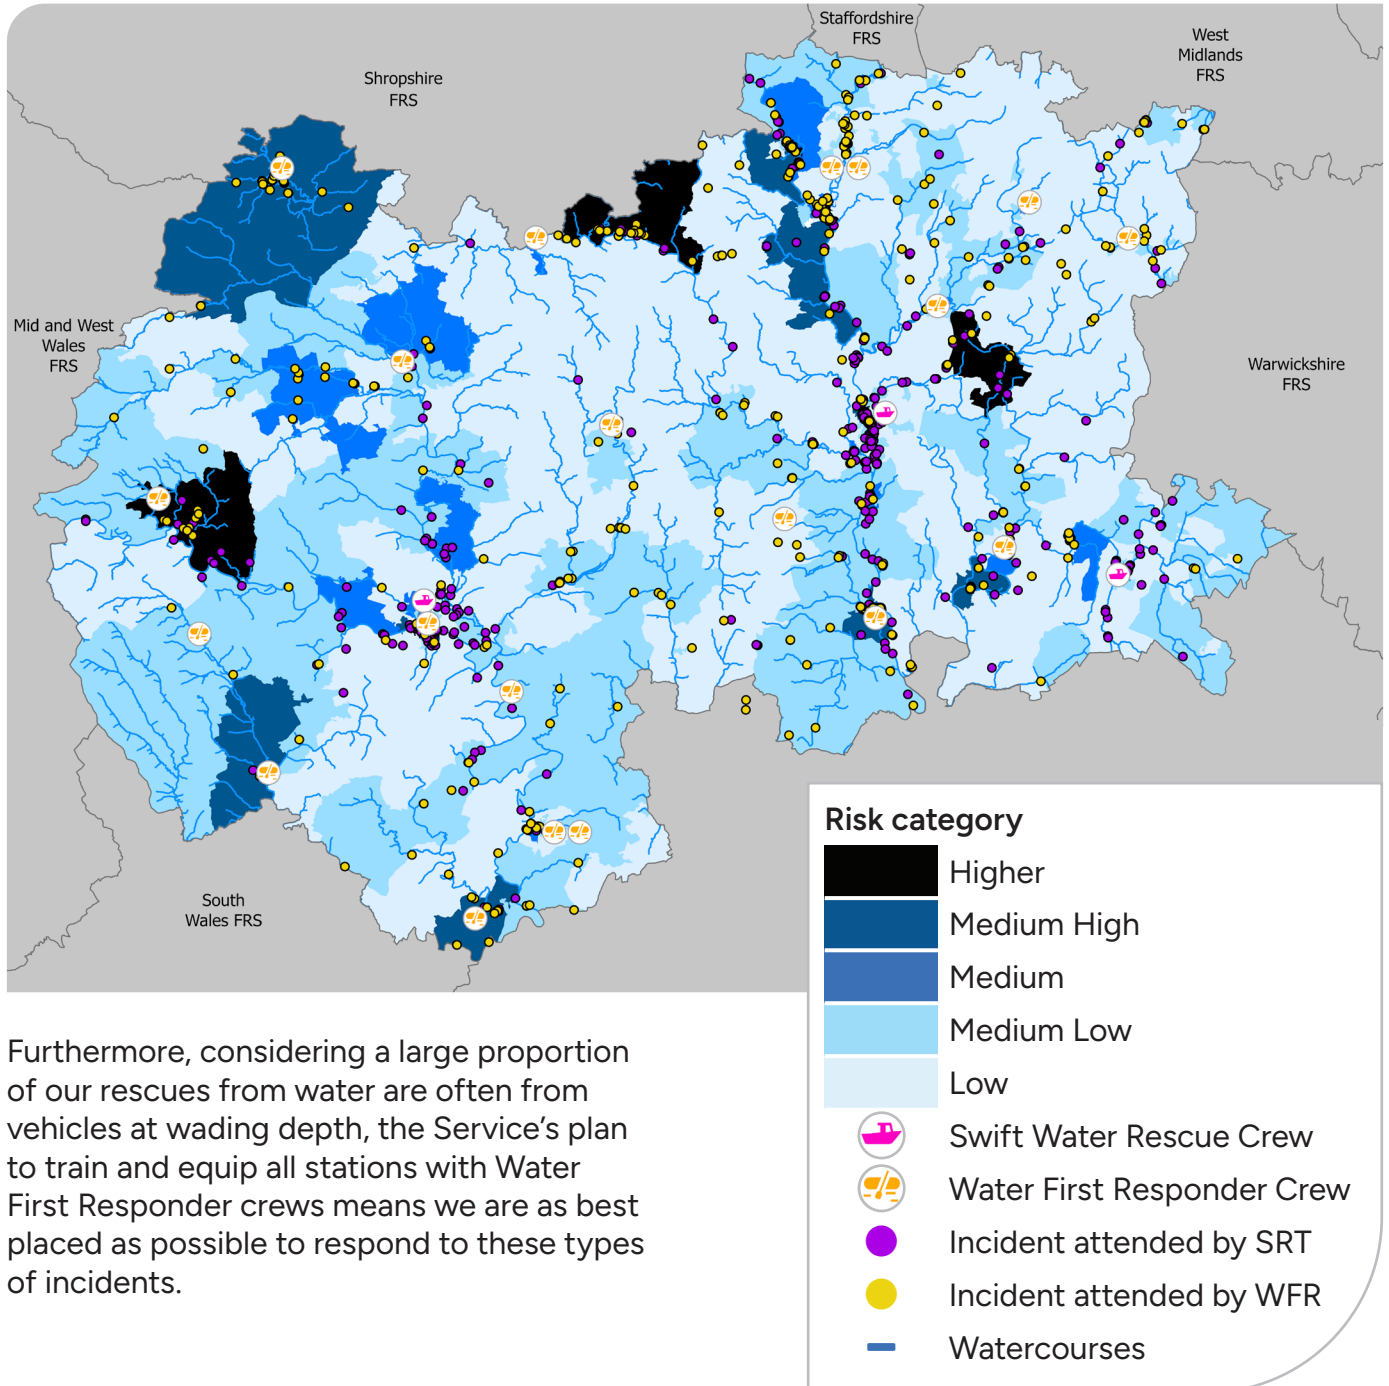 Staffordshire
FRS
West
Midlands
FRS
Shropshire
FRS
Mid and West
Wales
FRS
Warwickshire
FRS
South
Wales FRS
Risk category
Higher
Medium High
Medium
Medium Low
Low
Swift Water Rescue Crew
Water First Responder Crew
Incident attended by SRT
Incident attended by WFR
Watercourses
Furthermore, considering a large proportion
of our rescues from water are often from
vehicles at wading depth, the Service’s plan
to train and equip all stations with Water
First Responder crews means we are as best
placed as possible to respond to these types
of incidents.